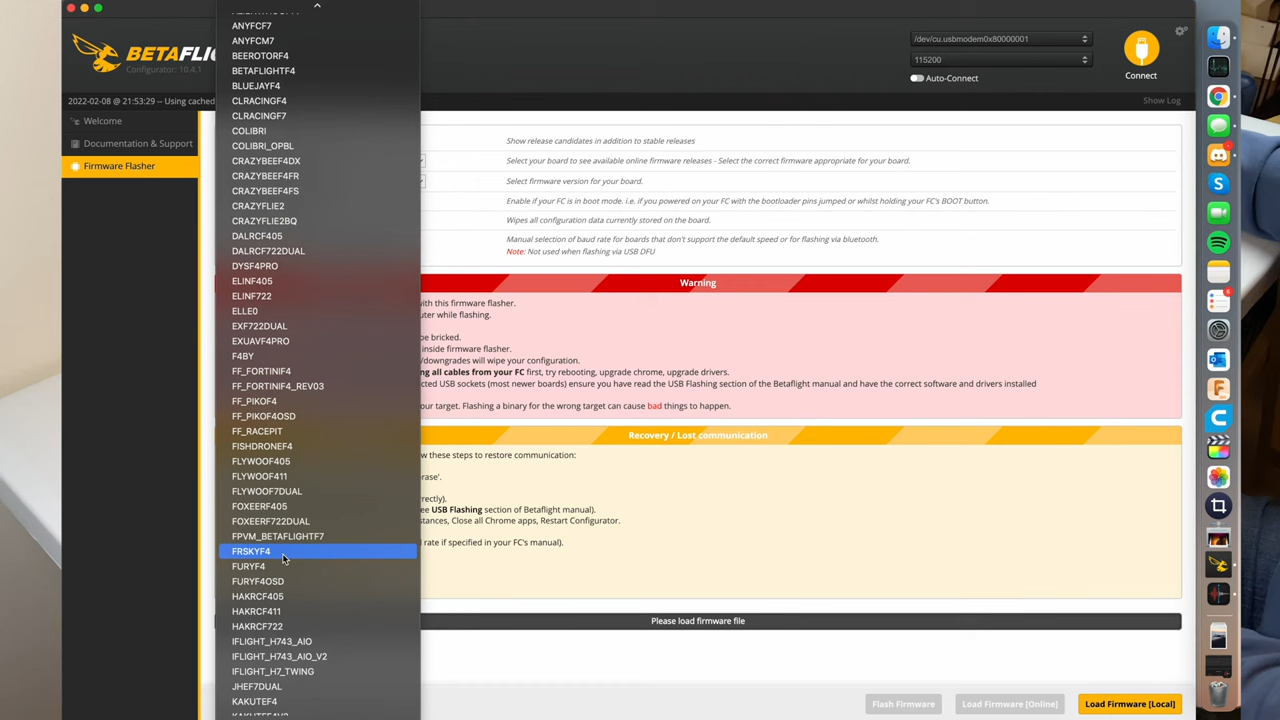 ANYFCF7
ANYFCM7
BEEROTORF4
BETAFLIGHTF4
BLUEJAYF4
CLRACINGF4
CLRACINGF7
COLIBRI
COLIBRI_OPBL
CRAZYBEEF4DX
CRAZYBEEF4FR
CRAZYBEEF4FS
CRAZYFLIE2
CRAZYFLIE2BQ
DALRCF405
DALRCF722DUAL
DYSF4PRO
ELINF405
ELINF722
ELLE0
EXF722DUAL
EXUAVF4PRO
F4BY
FF_FORTINIF4
FF_FORTINIF4_REV03
FF_PIKOF4
FF_PIKOF4OSD
FF_RACEPIT
FISHDRONEF4
FLYWOOF405
FLYWOOF411
FLYWOOF7DUAL
FOXEERF405
FOXEERF722DUAL
FPVM_BETAFLIGHTF7
FRSKYF4
FURYF4
FURYF4OSD
HAKRCF405
HAKRCF411
HAKRCF722
IFLIGHT_H743_AIO
IFLIGHT_H743_AIO_V2
IFLIGHT_H7_TWING
JHEF7DUAL
KAKUTEF4
BETAFLIG
Configurator: 10.4.1
/dev/cu.usbmodem0x80000001
115200
Auto-Connect
Connect
2022-02-08 @ 21:53:29 -- Using cached
Show Log
Welcome
Documentation & Support
Firmware Flasher
Show release candidates in addition to stable releases
Select your board to see available online firmware releases - Select the correct firmware appropriate for your board.
Select firmware version for your board.
Enable if your FC is in boot mode. i.e. if you powered on your FC with the bootloader pins jumped or whilst holding your FC's BOOT button.
Wipes all configuration data currently stored on the board.
Manual selection of baud rate for boards that don't support the default speed or for flashing via bluetooth.
Note: Not used when flashing via USB DFU
Warning
with this firmware flasher.
uter while flashing.
be bricked.
inside firmware flasher.
/downgrades will wipe your configuration.
ng all cables from your FC first, try rebooting, upgrade chrome, upgrade drivers.
cted USB sockets (most newer boards) ensure you have read the USB Flashing section of the Betaflight manual and have the correct software and drivers installed
our target. Flashing a binary for the wrong target can cause bad things to happen.
Recovery / Lost communication
w these steps to restore communication:
rase'.
rectly).
ee USB Flashing section of Betaflight manual).
stances, Close all Chrome apps, Restart Configurator.
d rate if specified in your FC's manual).
Please load firmware file
Flash Firmware
Load Firmware [Online]
Load Firmware [Local]